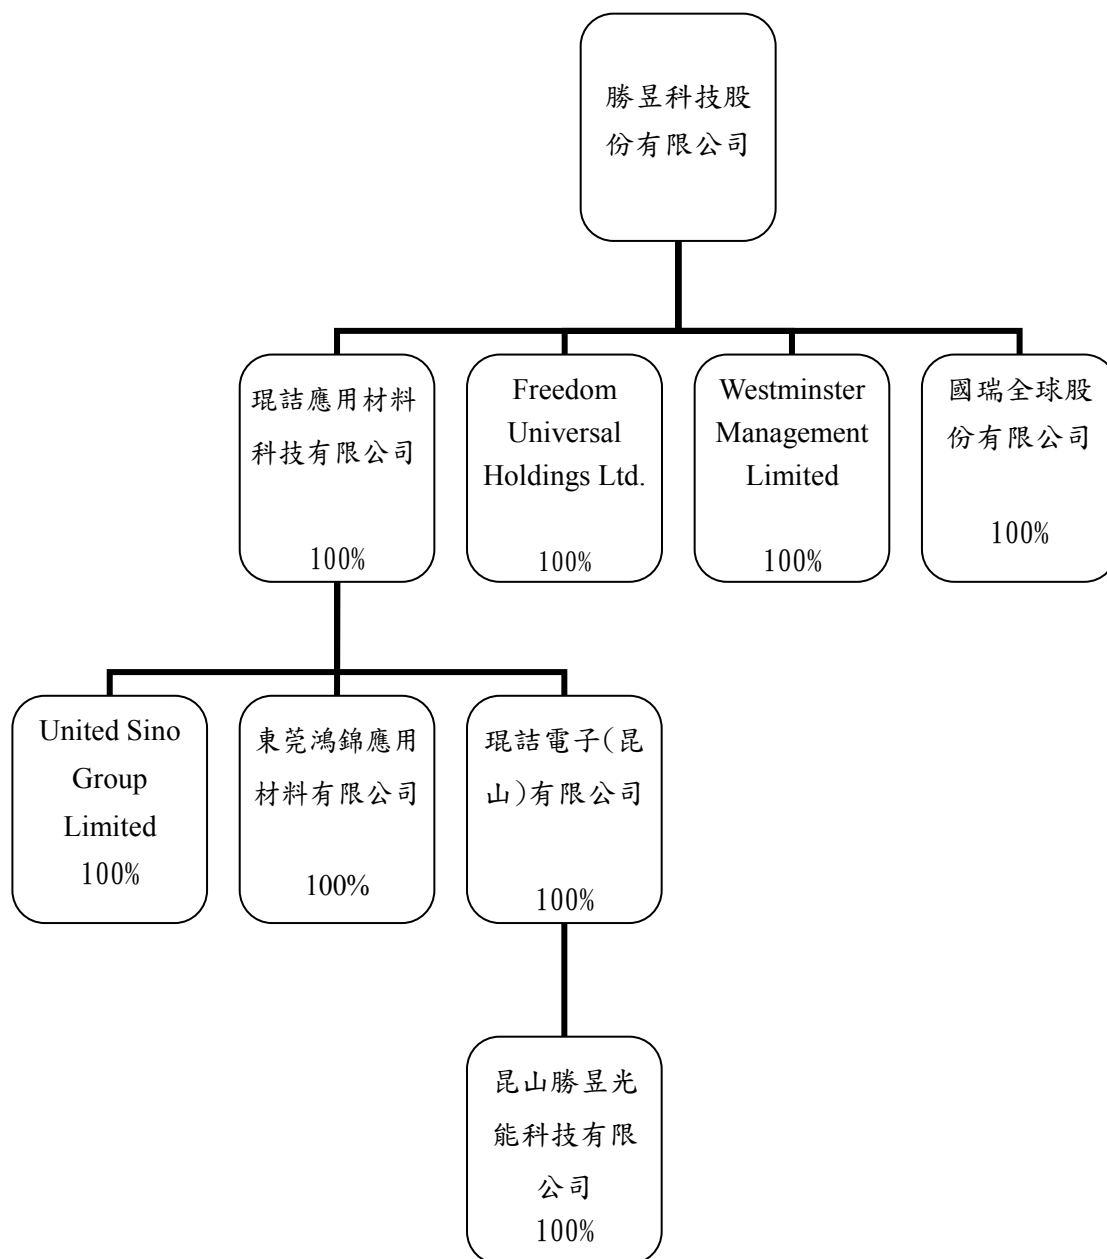 勝昱科技股
份有限公司
琨詰應用材料
科技有限公司
100%
Freedom
Universal
Holdings Ltd.
100%
Westminster
Management
Limited
100%
國瑞全球股
份有限公司
100%
United Sino
Group
Limited
100%
東莞鴻錦應用
材料有限公司
100%
琨詰電子(昆
山)有限公司
100%
昆山勝昱光
能科技有限
公司
100%